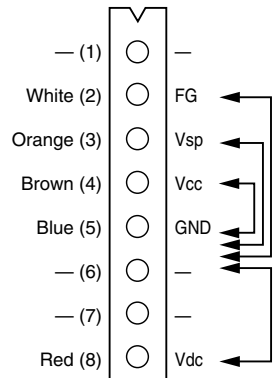 — (1) —
White (2) FG
Orange (3) Vsp
Brown (4) Vcc
Blue (5) GND
— (6) —
— (7) —
Red (8) Vdc